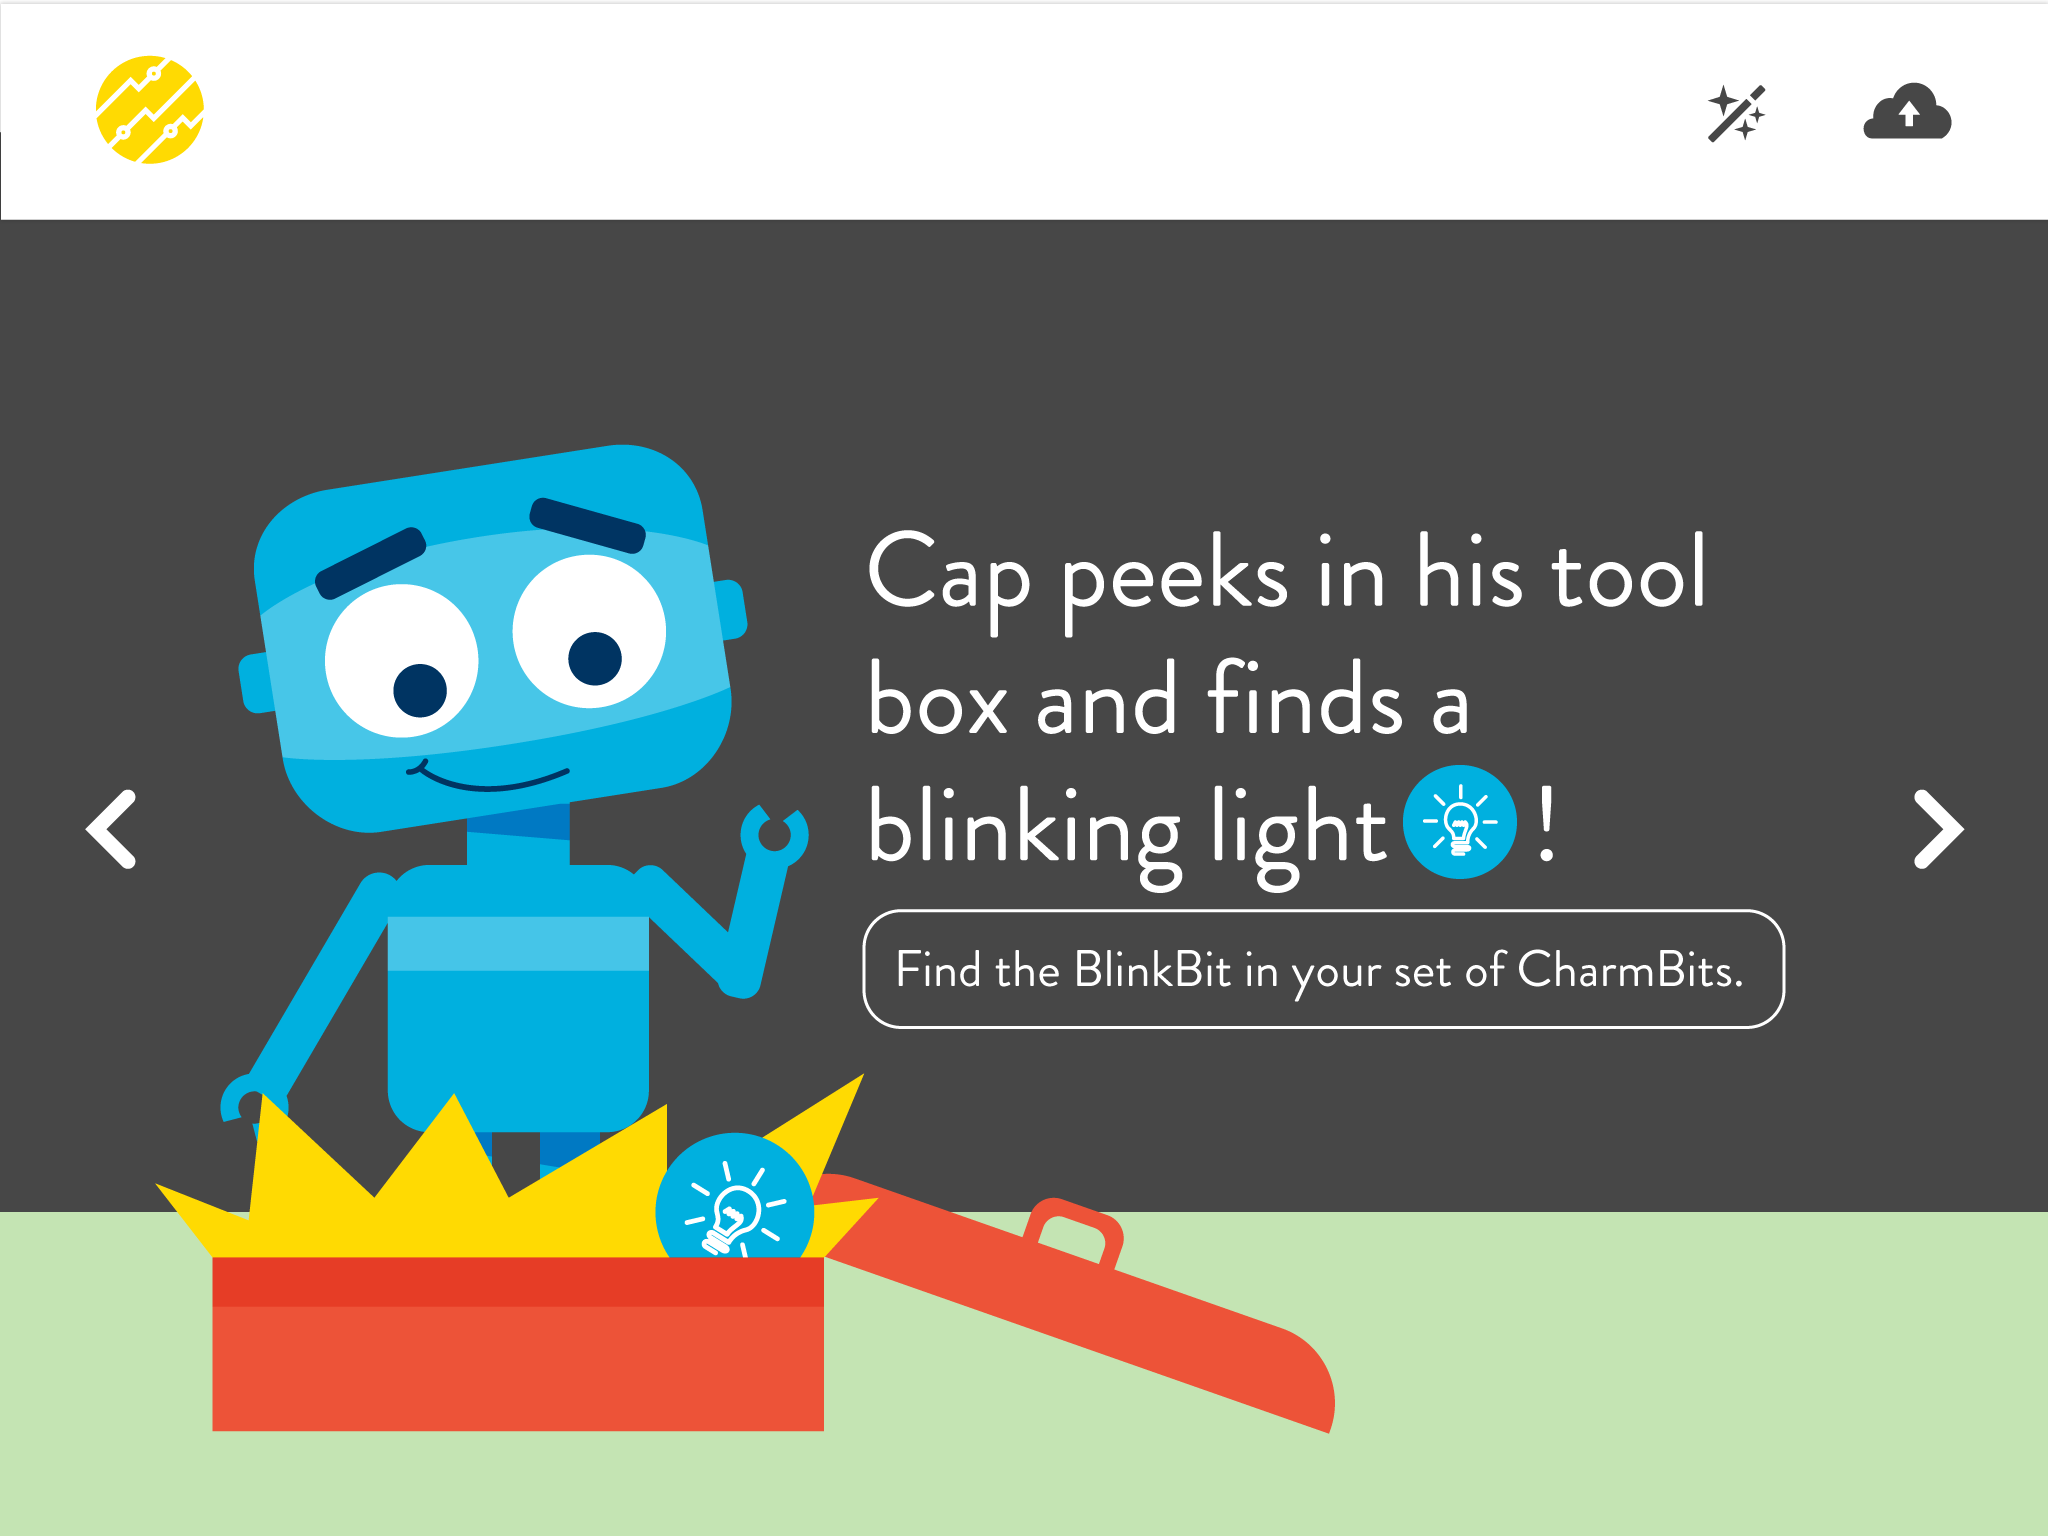 Cap peeks in his tool
box and finds a
blinking light !
Find the BlinkBit in your set of CharmBits.